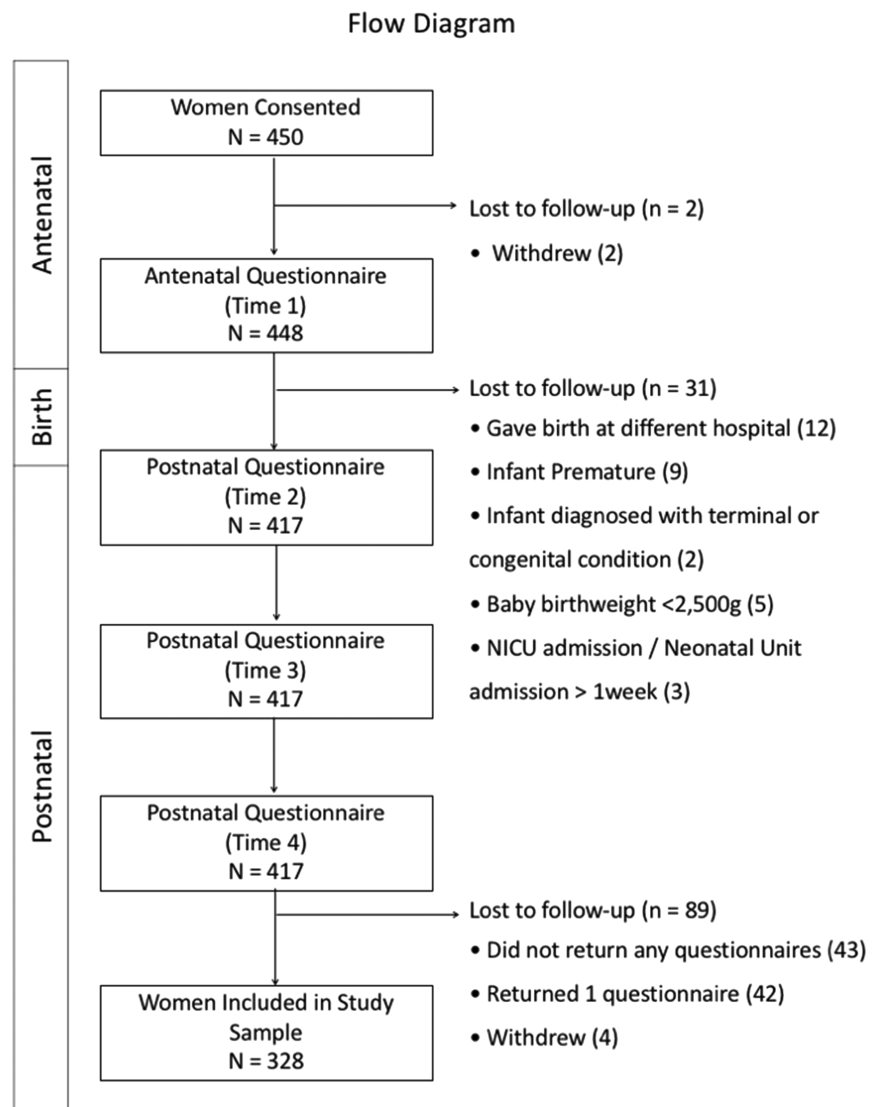 Flow Diagram
Antenatal
Women Consented
N = 450
Lost to follow-up (n = 2)
• Withdrew (2)
Antenatal Questionnaire
(Time 1)
N = 448
Birth
Lost to follow-up (n = 31)
• Gave birth at different hospital (12)
• Infant Premature (9)
• Infant diagnosed with terminal or
congenital condition (2)
• Baby birthweight <2,500g (5)
• NICU admission / Neonatal Unit
admission > 1week (3)
Postnatal
Postnatal Questionnaire
(Time 2)
N = 417
Postnatal Questionnaire
(Time 3)
N = 417
Postnatal Questionnaire
(Time 4)
N = 417
Lost to follow-up (n = 89)
• Did not return any questionnaires (43)
• Returned 1 questionnaire (42)
• Withdrew (4)
Women Included in Study
Sample
N = 328